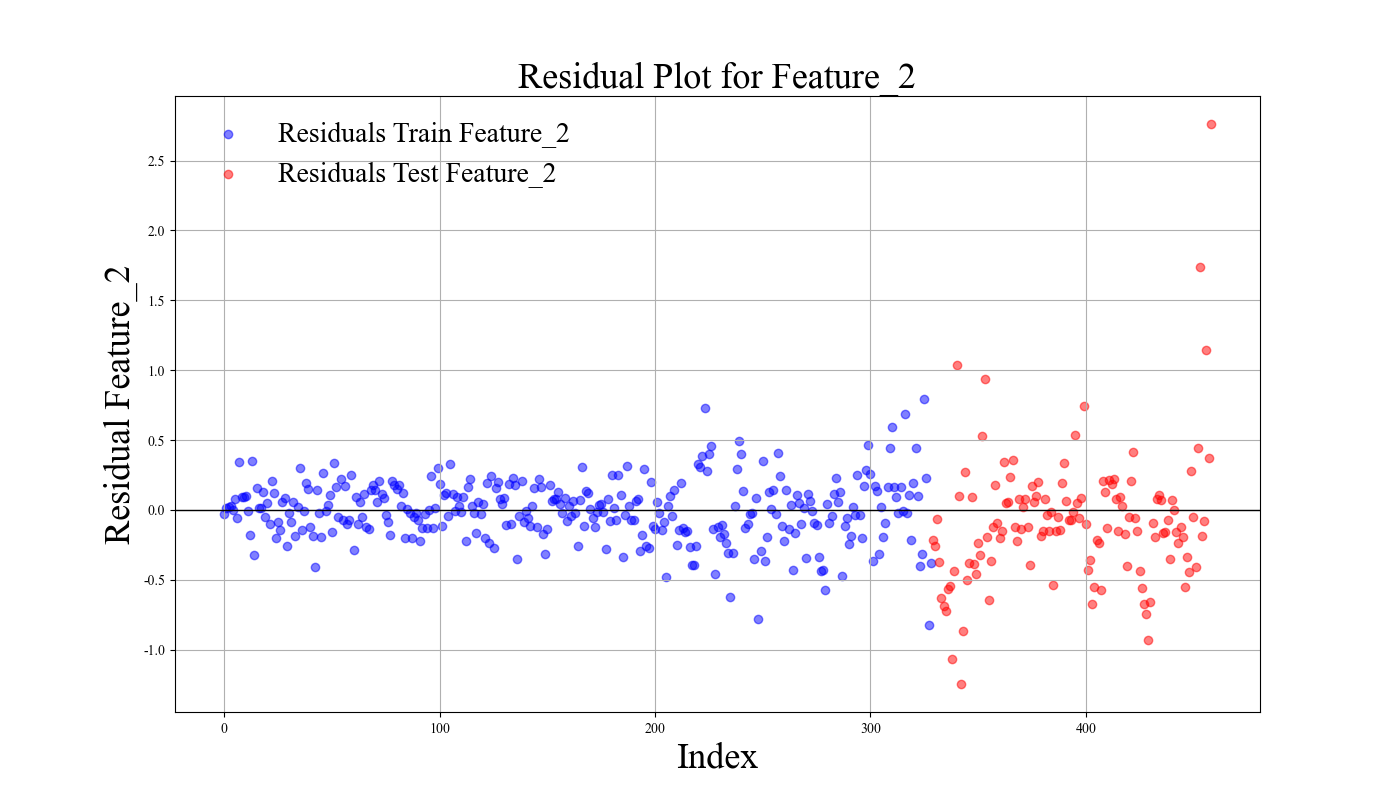 Residual Plot for Feature_2
Residuals Train Feature_2
Residuals Test Feature_2
Residual Feature_2
2.5
2.0
1.5
1.0
0.5
0.0
-0.5
-1.0
0 100 200 300 400
Index